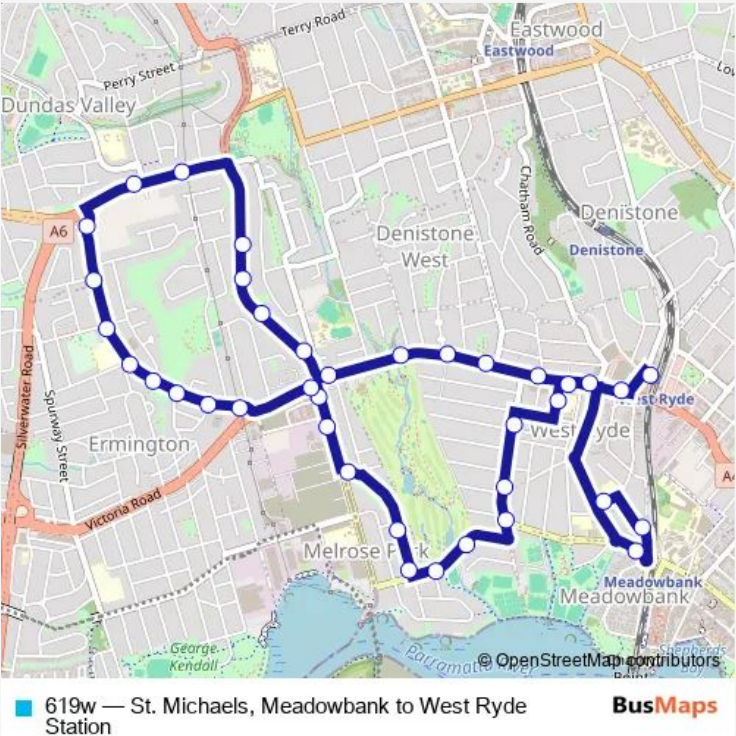 Terry Road
Eastwood
Eastwood
Perry Street
Dundas Valley
Chatham Road
Denistone
A6
Denistone
West
Denistone
Silverwater Road
Spurway Street
Ermington
Victoria Road
West Ryde
Melrose Park
Meadowbank
Meadowbank
George
Kendall
Parramatta River
© OpenStreetMap contributors
619w — St. Michaels, Meadowbank to West Ryde
Station
BusMaps